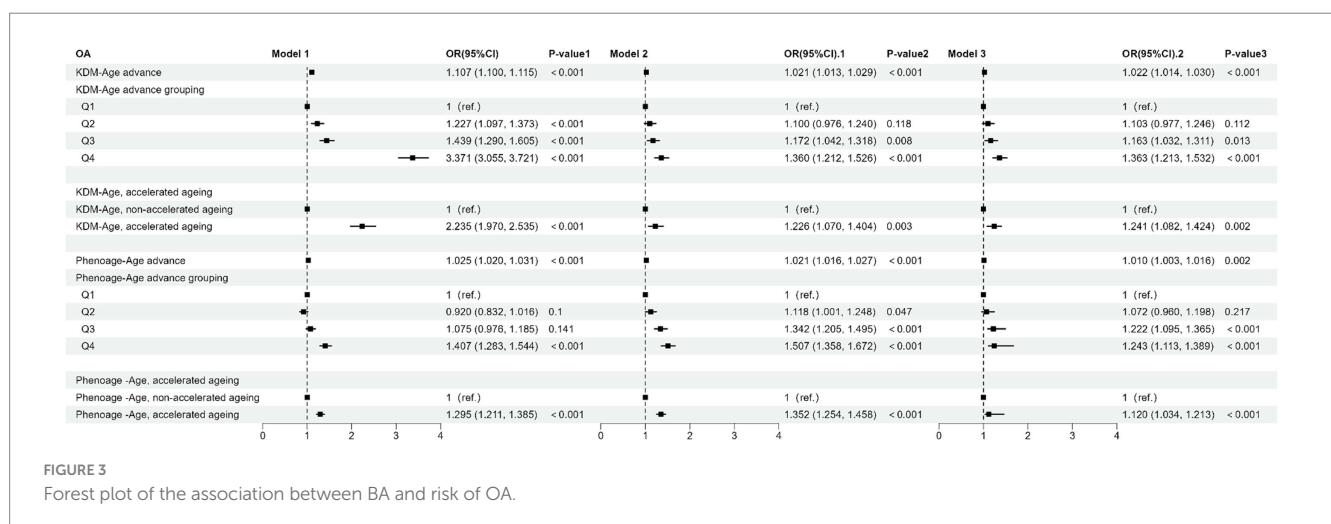 OA Model 1 OR(95%CI) P-value1 Model 2 OR(95%CI).1 P-value2 Model 3 OR(95%CI).2 P-value3
KDM-Age advance 1.107 (1.100, 1.115) < 0.001 1.021 (1.013, 1.029) < 0.001 1.022 (1.014, 1.030) < 0.001
KDM-Age advance grouping
Q1 1 (ref.) 1 (ref.) 1 (ref.)
Q2 1.227 (1.097, 1.373) < 0.001 1.100 (0.976, 1.240) 0.118 1.103 (0.977, 1.246) 0.112
Q3 1.439 (1.290, 1.605) < 0.001 1.172 (1.042, 1.318) 0.008 1.163 (1.032, 1.311) 0.013
Q4 3.371 (3.055, 3.721) < 0.001 1.360 (1.212, 1.526) < 0.001 1.363 (1.213, 1.532) < 0.001
KDM-Age, accelerated ageing
KDM-Age, non-accelerated ageing 1 (ref.) 1 (ref.) 1 (ref.)
KDM-Age, accelerated ageing 2.235 (1.970, 2.535) < 0.001 1.226 (1.070, 1.404) 0.003 1.241 (1.082, 1.424) 0.002
Phenoage-Age advance 1.025 (1.020, 1.031) < 0.001 1.021 (1.016, 1.027) < 0.001 1.010 (1.003, 1.016) 0.002
Phenoage-Age advance grouping
Q1 1 (ref.) 1 (ref.) 1 (ref.)
Q2 0.920 (0.832, 1.016) 0.1 1.118 (1.001, 1.248) 0.047 1.072 (0.960, 1.198) 0.217
Q3 1.075 (0.976, 1.185) 0.141 1.342 (1.205, 1.495) < 0.001 1.222 (1.095, 1.365) < 0.001
Q4 1.407 (1.283, 1.544) < 0.001 1.507 (1.358, 1.672) < 0.001 1.243 (1.113, 1.389) < 0.001
Phenoage -Age, accelerated ageing
Phenoage -Age, non-accelerated ageing 1 (ref.) 1 (ref.) 1 (ref.)
Phenoage -Age, accelerated ageing 1.295 (1.211, 1.385) < 0.001 1.352 (1.254, 1.458) < 0.001 1.120 (1.034, 1.213) < 0.001
0 1 2 3 4 0 1 2 3 4 0 1 2 3 4
FIGURE 3
Forest plot of the association between BA and risk of OA.